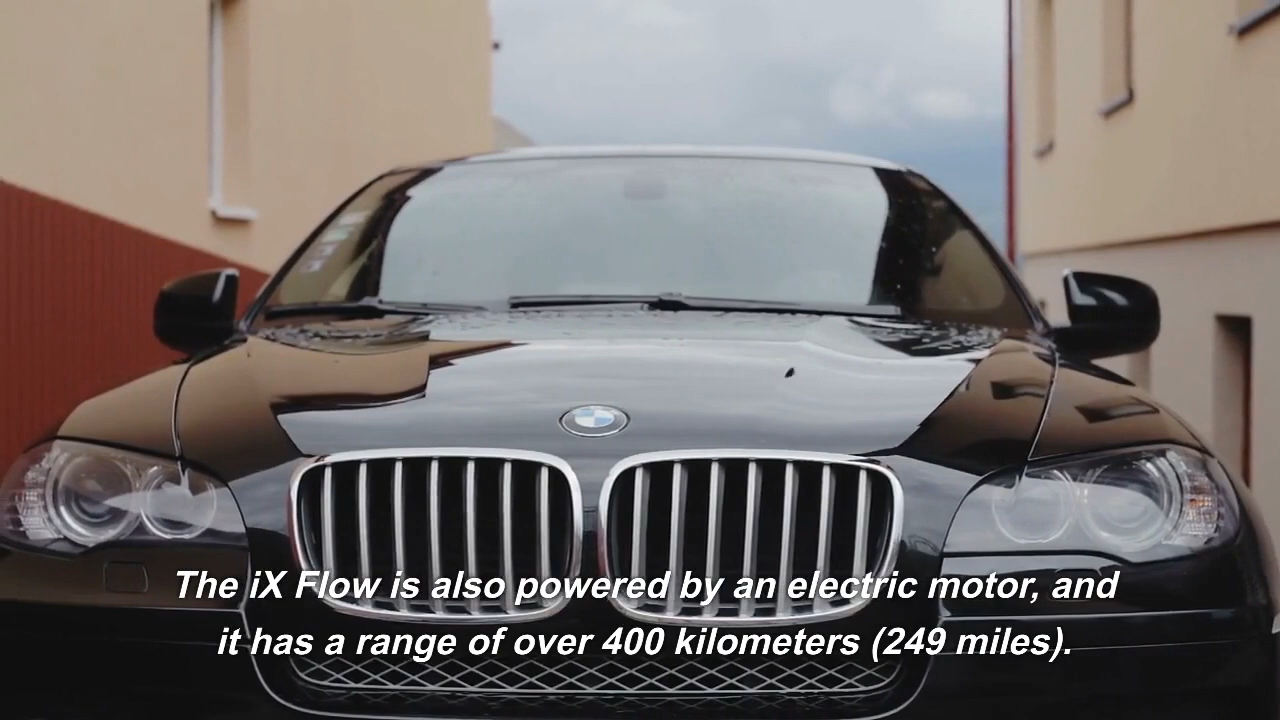 The iX Flow is also powered by an electric motor, and
it has a range of over 400 kilometers (249 miles).